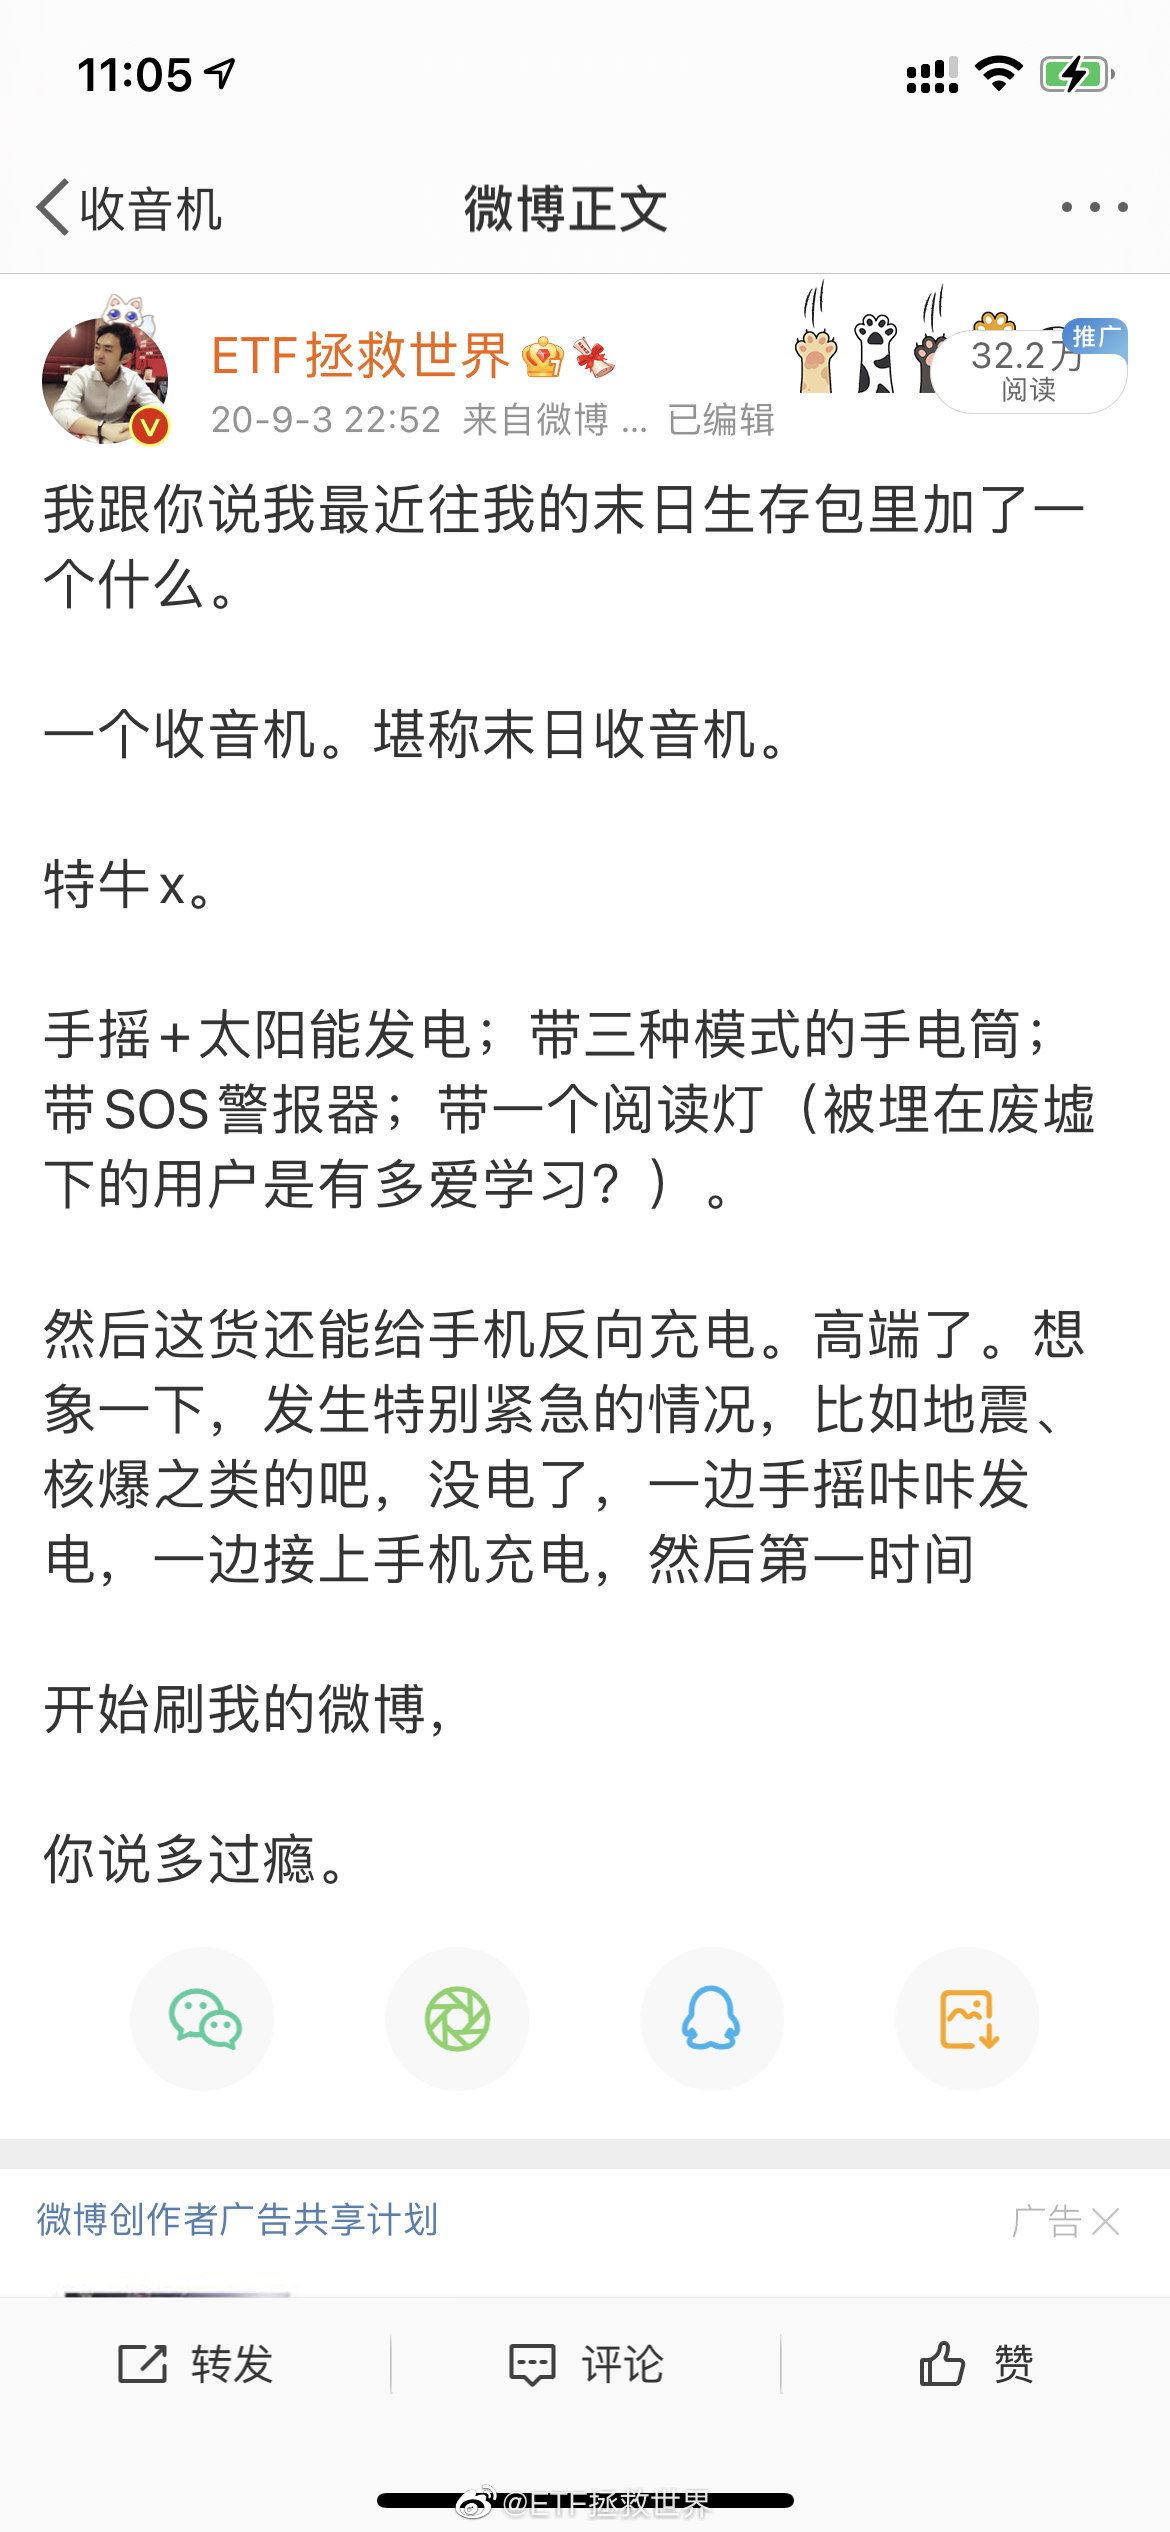 11:05
收音机
微博正文
ETF拯救世界
20-9-3 22:52 来自微博 ... 已编辑
推广
32.2万
阅读
我跟你说我最近往我的末日生存包里加了一
个什么。
一个收音机。堪称末日收音机。
特牛x。
手摇+太阳能发电；带三种模式的手电筒；
带SOS警报器；带一个阅读灯（被埋在废墟
下的用户是有多爱学习？）。
然后这货还能给手机反向充电。高端了。想
象一下，发生特别紧急的情况，比如地震、
核爆之类的吧，没电了，一边手摇咔咔发
电，一边接上手机充电，然后第一时间
开始刷我的微博，
你说多过瘾。
微博创作者广告共享计划
广告
转发
评论
赞
@ETF拯救世界